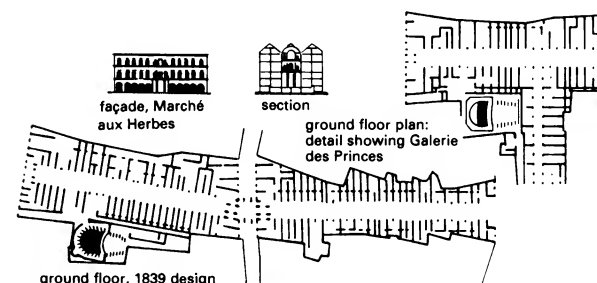 façade, Marché
aux Herbes
section
ground floor plan:
detail showing Galerie
des Princes
ground floor, 1839 design